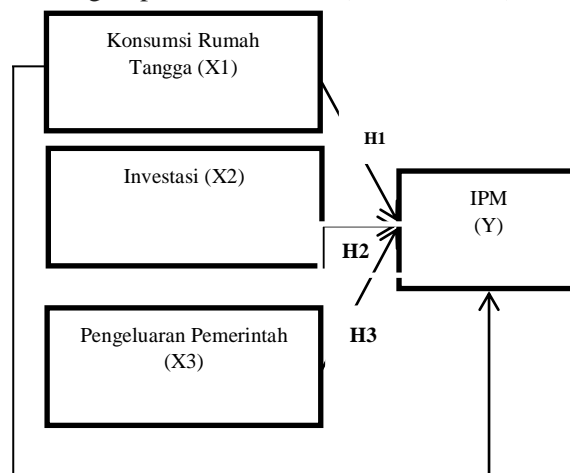 Konsumsi Rumah
Tangga (X1)
H1
Investasi (X2)
IPM
(Y)
H2
Pengeluaran Pemerintah
(X3)
H3